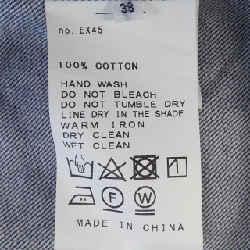 38
no. EX45
100% COTTON
HAND WASH
DO NOT BLEACH
DO NOT TUMBLE DRY
LINE DRY IN THE SHADE
WARM IRON
DRY CLEAN
WET CLEAN
F W
MADE IN CHINA